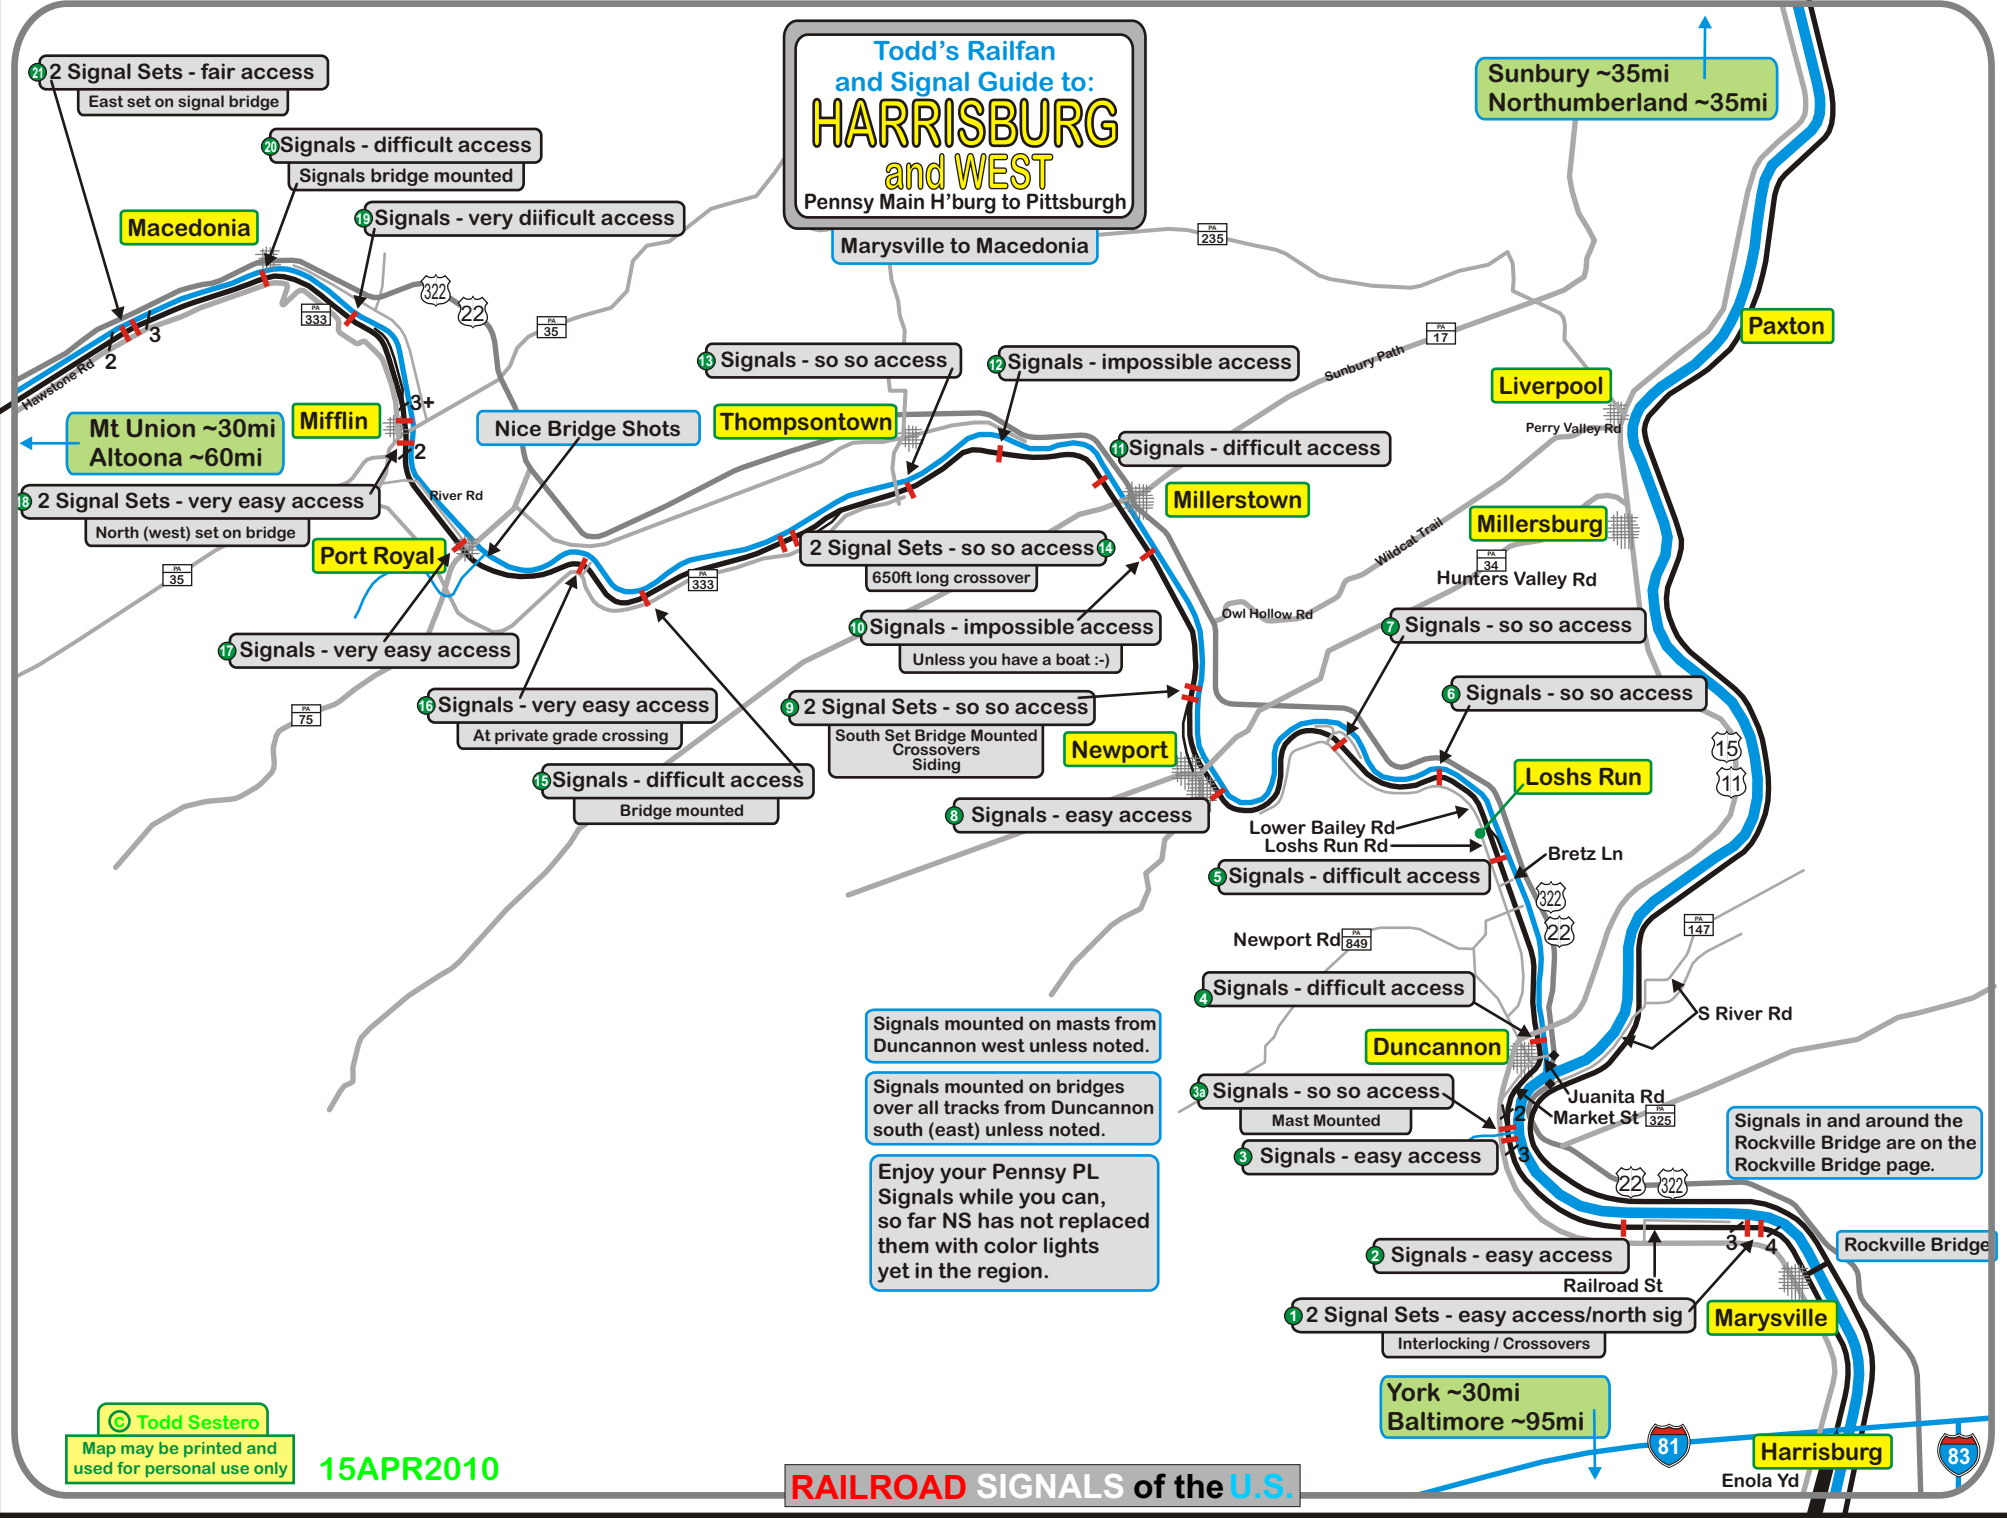 Todd's Railfan
and Signal Guide to:
HARRISBURG
and WEST
Pennsy Main H'burg to Pittsburgh
Marysville to Macedonia
Sunbury ~35mi
Northumberland ~35mi
21 2 Signal Sets - fair access
East set on signal bridge
20 Signals - difficult access
Signals bridge mounted
19 Signals - very diificult access
Macedonia
PA 333
322
22
PA 35
PA 235
PA 17
Sunbury Path
Paxton
2
3
Hawstone Rd
Mt Union ~30mi
Altoona ~60mi
Mifflin
3+
2
Nice Bridge Shots
13 Signals - so so access
12 Signals - impossible access
Thompsontown
11 Signals - difficult access
Millerstown
Liverpool
Perry Valley Rd
Millersburg
Wildcat Trail
PA 34
Hunters Valley Rd
18 2 Signal Sets - very easy access
North (west) set on bridge
River Rd
Port Royal
PA 35
PA 333
2 Signal Sets - so so access 14
650ft long crossover
Owl Hollow Rd
10 Signals - impossible access
Unless you have a boat :-)
7 Signals - so so access
17 Signals - very easy access
PA 75
16 Signals - very easy access
At private grade crossing
9 2 Signal Sets - so so access
South Set Bridge Mounted
Crossovers
Siding
6 Signals - so so access
Newport
15 Signals - difficult access
Bridge mounted
8 Signals - easy access
Loshs Run
15
11
Lower Bailey Rd
Loshs Run Rd
Bretz Ln
5 Signals - difficult access
322
22
Newport Rd PA 849
PA 147
4 Signals - difficult access
S River Rd
Duncannon
Signals mounted on masts from
Duncannon west unless noted.
Signals mounted on bridges
over all tracks from Duncannon
south (east) unless noted.
Enjoy your Pennsy PL
Signals while you can,
so far NS has not replaced
them with color lights
yet in the region.
3a Signals - so so access
Mast Mounted
Juanita Rd
Market St PA 325
2
3
3 Signals - easy access
Signals in and around the
Rockville Bridge are on the
Rockville Bridge page.
22
322
2 Signals - easy access
3
4
Rockville Bridge
Railroad St
1 2 Signal Sets - easy access/north sig
Interlocking / Crossovers
Marysville
York ~30mi
Baltimore ~95mi
81
Harrisburg
83
Enola Yd
© Todd Sestero
Map may be printed and
used for personal use only
15APR2010
RAILROAD SIGNALS of the U.S.